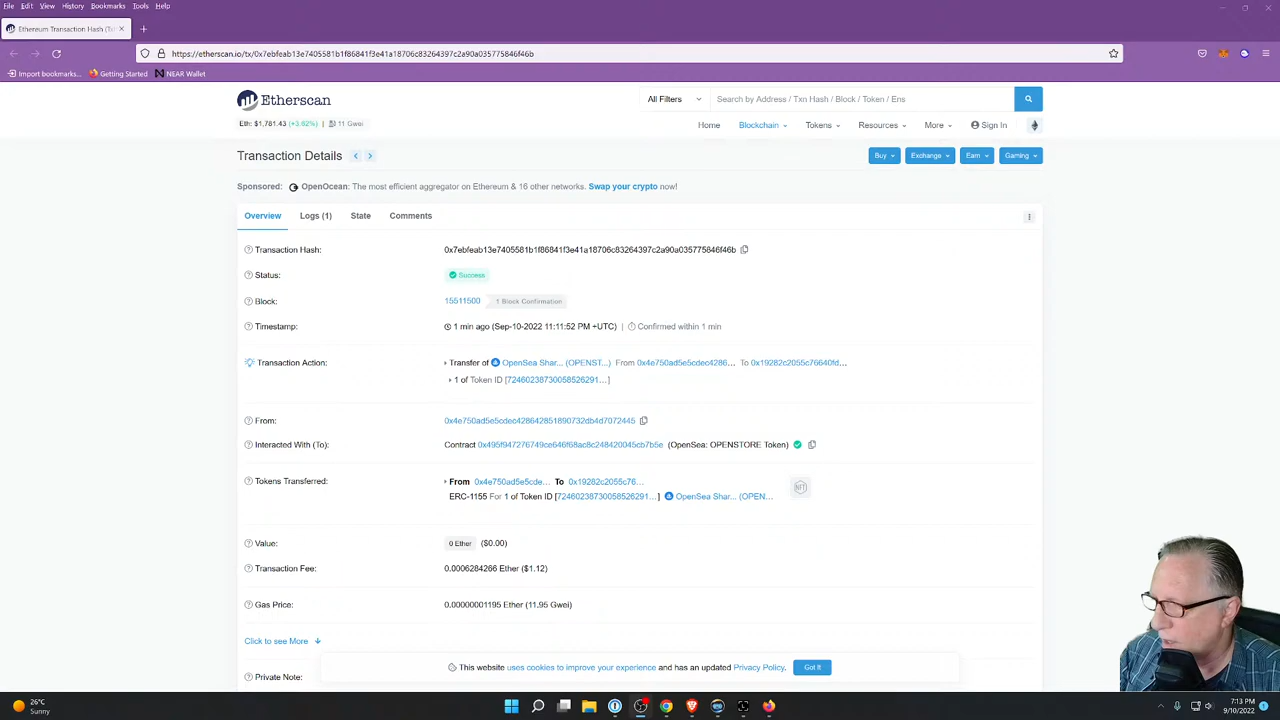 File Edit View History Bookmarks Tools Help
Ethereum Transaction Hash (Tx
https://etherscan.io/tx/0x7ebfeab13e7405581b1f86841f3e41a18706c83264397c2a90a035775846f46b
Import bookmarks... Getting Started NEAR Wallet
Etherscan
All Filters Search by Address / Txn Hash / Block / Token / Ens
Eth: $1,781.43 (+3.62%) | 11 Gwei
Home Blockchain Tokens Resources More Sign In
Transaction Details
Buy Exchange Earn Gaming
Sponsored: OpenOcean: The most efficient aggregator on Ethereum & 16 other networks. Swap your crypto now!
Overview Logs (1) State Comments
Transaction Hash: 0x7ebfeab13e7405581b1f86841f3e41a18706c83264397c2a90a035775846f46b
Status: Success
Block: 15511500 1 Block Confirmation
Timestamp: 1 min ago (Sep-10-2022 11:11:52 PM +UTC) | Confirmed within 1 min
Transaction Action: Transfer of OpenSea Shar... (OPENST...) From 0x4e750ad5e5cdec4286... To 0x19282c2055c76640fd...
1 of Token ID [72460238730058526291...]
From: 0x4e750ad5e5cdec428642851890732db4d7072445
Interacted With (To): Contract 0x495f947276749ce646f68ac8c248420045cb7b5e (OpenSea: OPENSTORE Token)
Tokens Transferred: From 0x4e750ad5e5cde... To 0x19282c2055c76...
ERC-1155 For 1 of Token ID [72460238730058526291...] OpenSea Shar... (OPEN...
NFT
Value: 0 Ether ($0.00)
Transaction Fee: 0.0006284266 Ether ($1.12)
Gas Price: 0.00000001195 Ether (11.95 Gwei)
Click to see More
This website uses cookies to improve your experience and has an updated Privacy Policy. Got It
Private Note:
26°C
Sunny
7:13 PM
9/10/2022